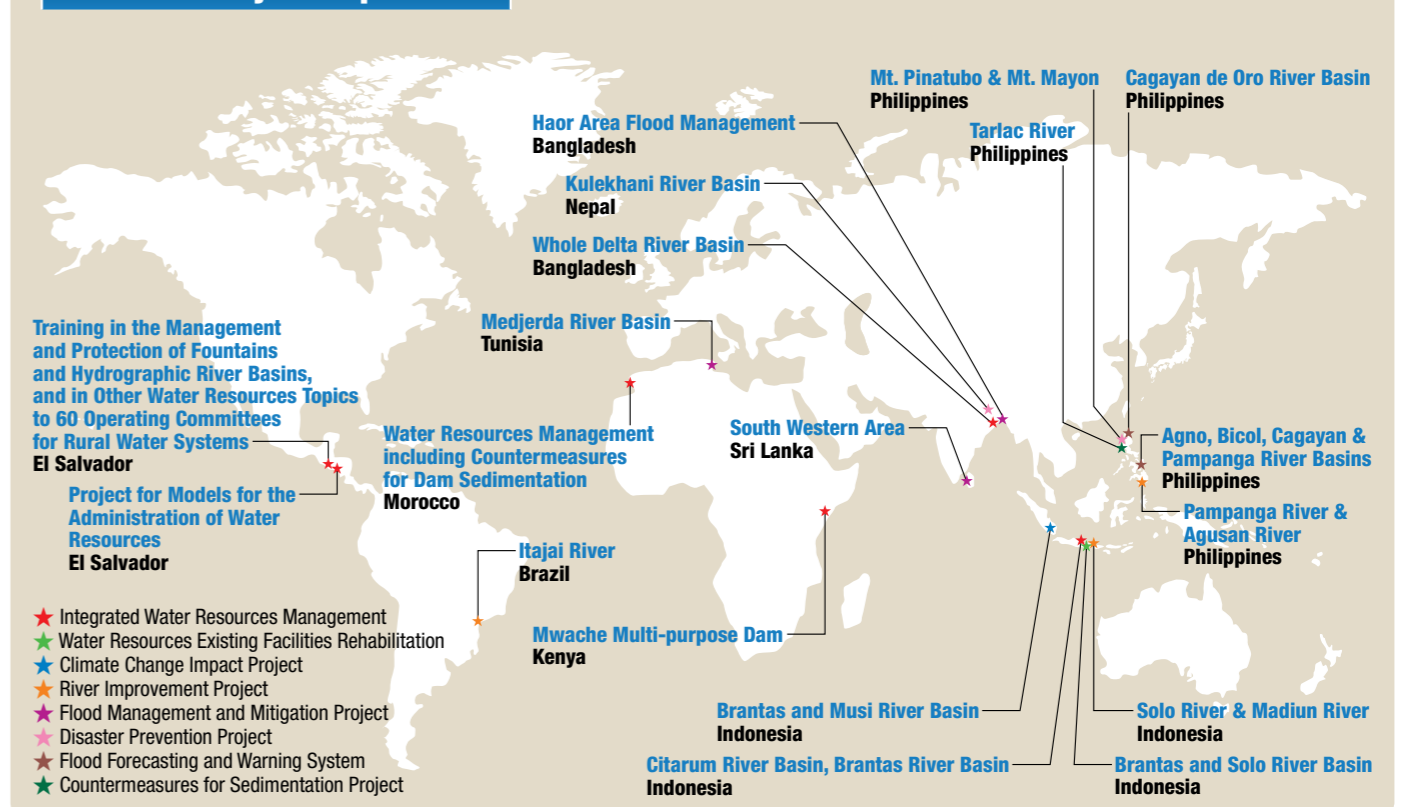 Mt. Pinatubo & Mt. Mayon
Philippines
Cagayan de Oro River Basin
Philippines
Haor Area Flood Management
Bangladesh
Tarlac River
Philippines
Kulekhani River Basin
Nepal
Whole Delta River Basin
Bangladesh
Medjerda River Basin
Tunisia
Training in the Management
and Protection of Fountains
and Hydrographic River Basins,
and in Other Water Resources Topics
to 60 Operating Committees
for Rural Water Systems
El Salvador
Water Resources Management
including Countermeasures
for Dam Sedimentation
Morocco
South Western Area
Sri Lanka
Agno, Bicol, Cagayan &
Pampanga River Basins
Philippines
Project for Models for the
Administration of Water
Resources
El Salvador
Pampanga River &
Agusan River
Philippines
Itajai River
Brazil
Mwache Multi-purpose Dam
Kenya
Integrated Water Resources Management
Water Resources Existing Facilities Rehabilitation
Climate Change Impact Project
River Improvement Project
Flood Management and Mitigation Project
Disaster Prevention Project
Flood Forecasting and Warning System
Countermeasures for Sedimentation Project
Brantas and Musi River Basin
Indonesia
Solo River & Madiun River
Indonesia
Citarum River Basin, Brantas River Basin
Indonesia
Brantas and Solo River Basin
Indonesia